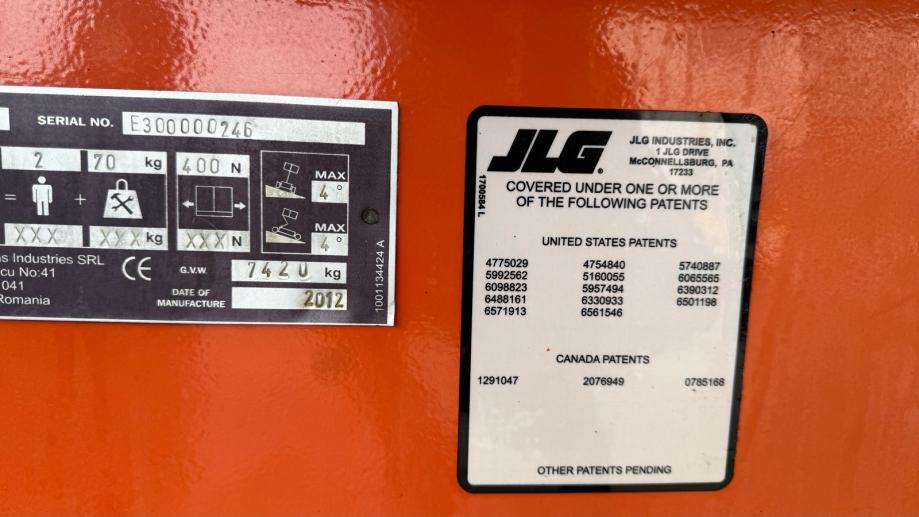 SERIAL NO. E300000246
2 70 kg 400 N
MAX
4°
= +
XXX XXX kg XXX N
MAX
4°
Industries SRL
No:41
041
Romania
CE
G.V.W. 7420 kg
DATE OF
MANUFACTURE 2012
1001134424 A
JLG
JLG INDUSTRIES, INC.
1 JLG DRIVE
McCONNELLSBURG, PA
17233
1700584 L
COVERED UNDER ONE OR MORE
OF THE FOLLOWING PATENTS
UNITED STATES PATENTS
4775029 4754840 5740887
5992562 5160055 6065565
6098823 5957494 6390312
6488161 6330933 6501198
6571913 6561546
CANADA PATENTS
1291047 2076949 0785168
OTHER PATENTS PENDING